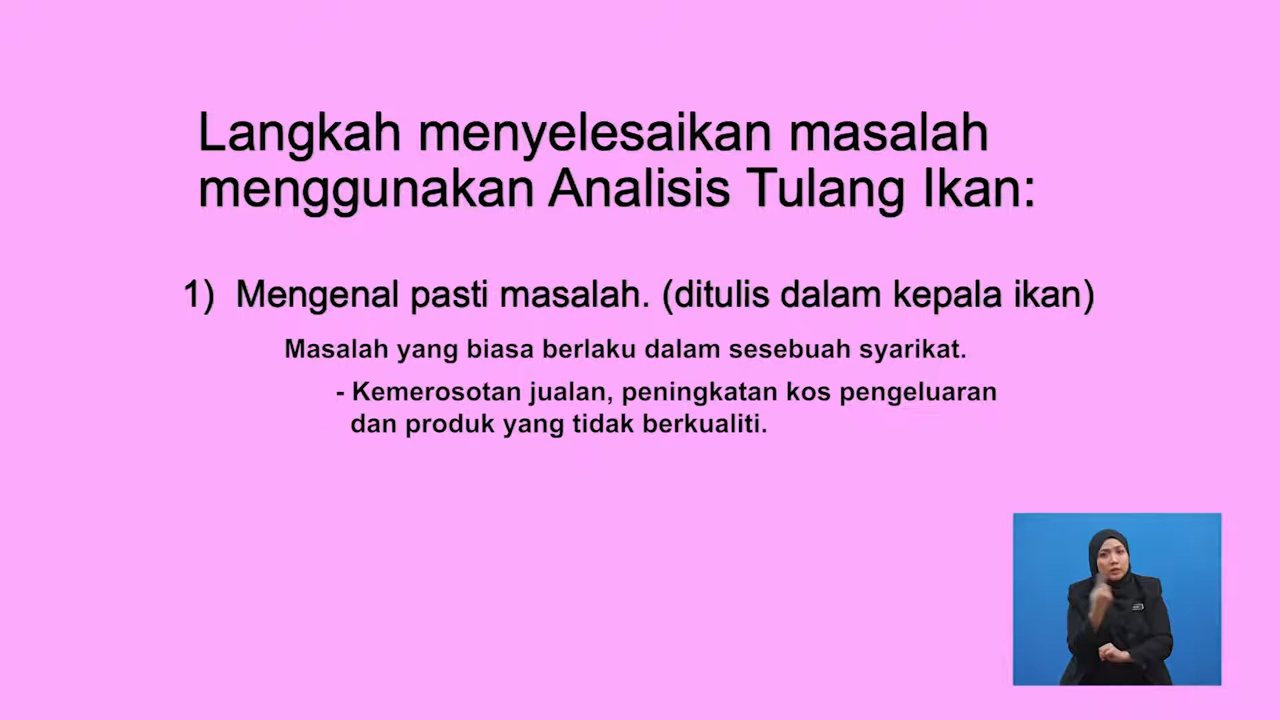 Langkah menyelesaikan masalah
menggunakan Analisis Tulang Ikan:
1) Mengenal pasti masalah. (ditulis dalam kepala ikan)
Masalah yang biasa berlaku dalam sesebuah syarikat.
- Kemerosotan jualan, peningkatan kos pengeluaran
dan produk yang tidak berkualiti.